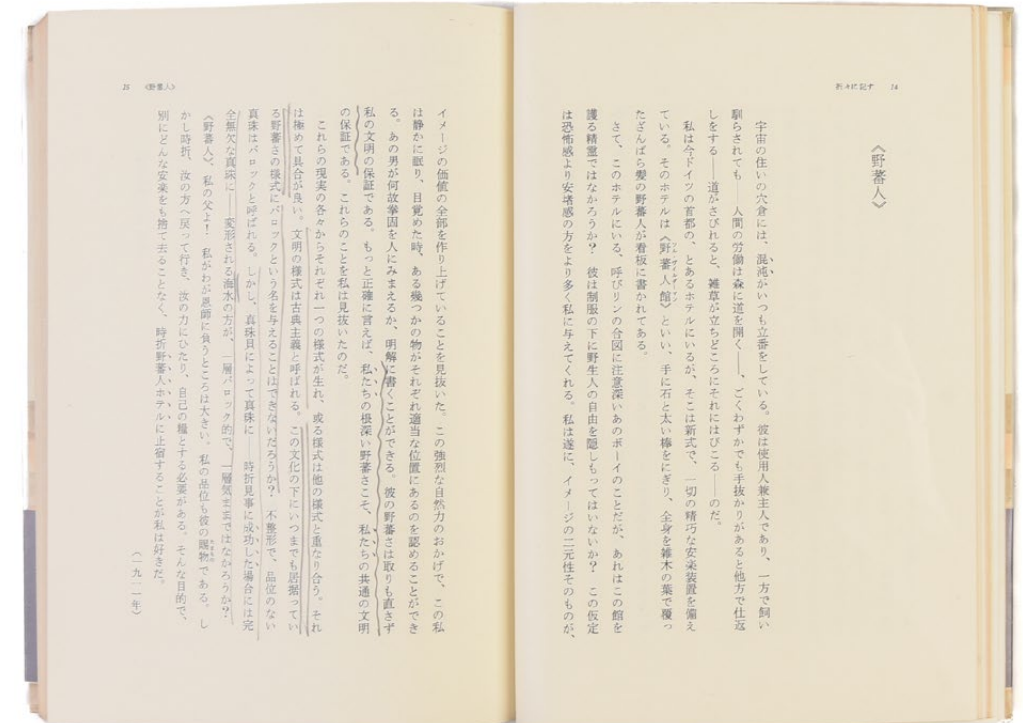 折々に記す 14
《野蕃人》
宇宙の住いの穴倉には、混沌がいつも立番をしている。彼は使用人兼主人であり、一方で飼い
馴らされても——人間の労働は森に道を開く——、ごくわずかでも手抜かりがあると他方で仕返
しをする——道がさびれると、雑草が立ちどころにそれにはびこる——のだ。
私は今ドイツの首都の、とあるホテルにいるが、そこは新式で、一切の精巧な安楽装置を備え
ている。そのホテルは《野蕃人館》といい、手に石と太い棒をにぎり、全身を雑木の葉で覆っ
たざんばら髪の野蕃人が看板に書かれてある。
さて、このホテルにいる、呼びリンの合図に注意深いあのボーイのことだが、あれはこの館を
護る精霊ではなかろうか? 彼は制服の下に野生人の自由を隠しもってはいないか? この仮定
は恐怖感より安堵感の方をより多く私に与えてくれる。私は遂に、イメージの二元性そのものが、
15 《野蕃人》
イメージの価値の全部を作り上げていることを見抜いた。この強烈な自然力のおかげで、この私
は静かに眠り、目覚めた時、ある幾つかの物がそれぞれ適当な位置にあるのを認めることができ
る。あの男が何故拳固を人にみまえるか、明解に書くことができる。彼の野蕃さは取りも直さず
私の文明の保証である。もっと正確に言えば、私たちの根深い野蕃さこそ、私たちの共通の文明
の保証である。これらのことを私は見抜いたのだ。
これらの現実の各々からそれぞれ一つの様式が生れ、或る様式は他の様式と重なり合う。それ
は極めて具合が良い。文明の様式は古典主義と呼ばれる。この文化の下にいつまでも居据ってい
る野蕃さの様式にバロックという名を与えることはできないだろうか? 不整形で、品位のない
真珠はバロックと呼ばれる。しかし、真珠貝によって真珠に——時折見事に成功した場合には完
全無欠な真珠に——変形される海水の方が、一層バロック的で、一層気ままではなかろうか?
《野蕃人》、私の父よ! 私がわが恩師に負うところは大きい。私の品位も彼の賜物である。し
かし時折、汝の方へ戻って行き、汝の力にひたり、自己の糧とする必要がある。そんな目的で、
別にどんな安楽をも捨て去ることなく、時折野蕃人ホテルに止宿することが私は好きだ。
(一九一一年)